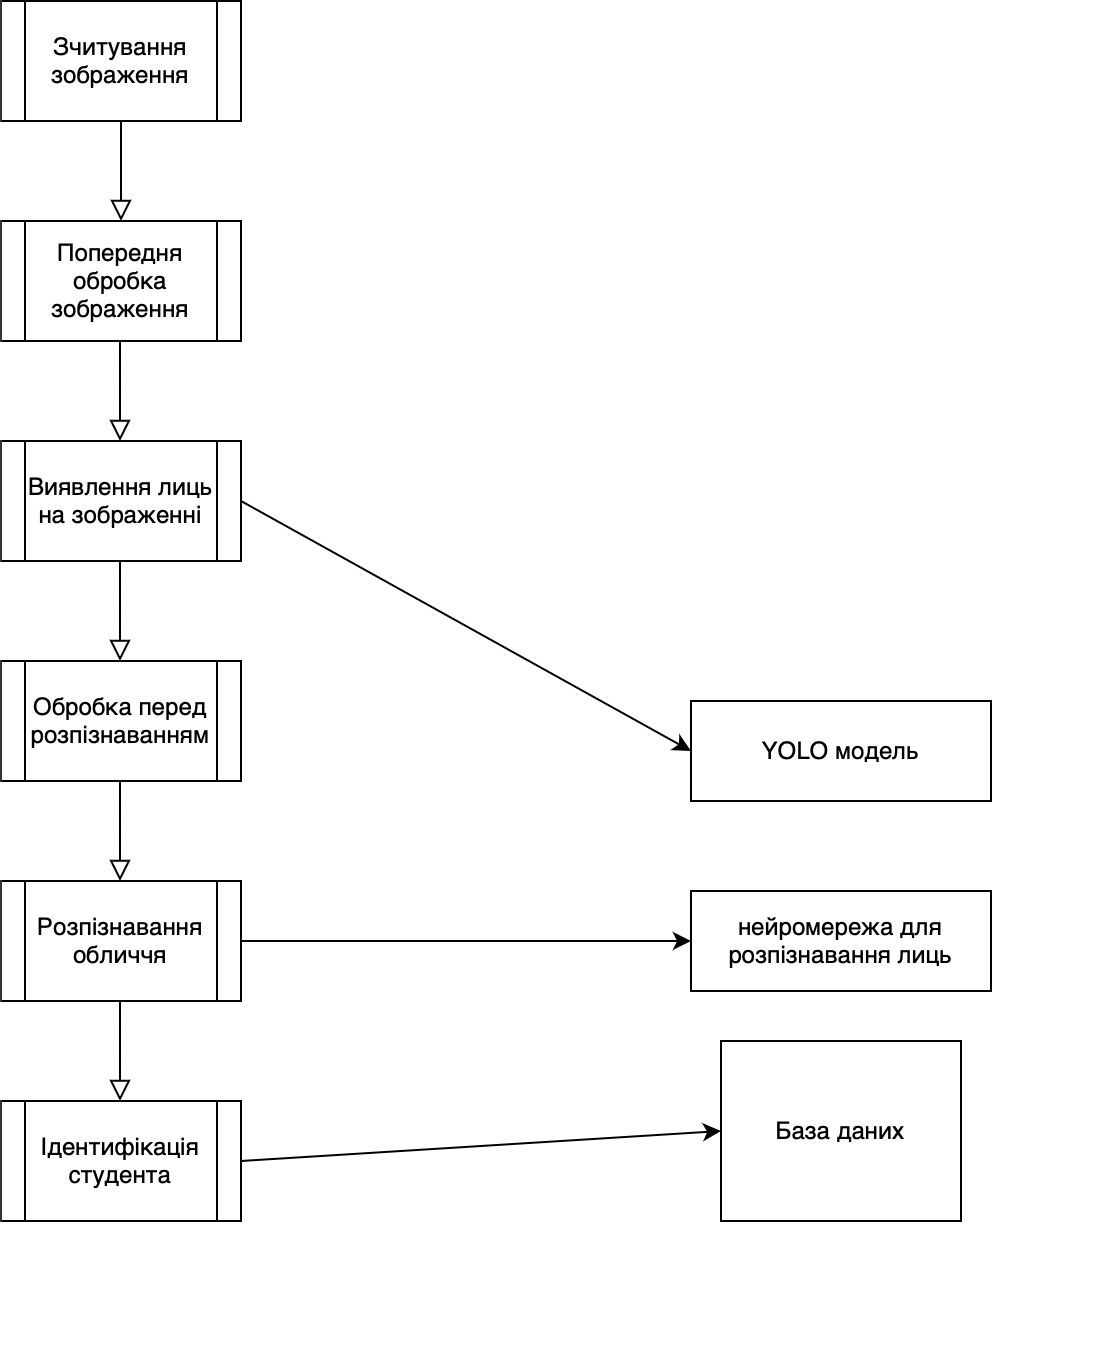 Зчитування
зображення
Попередня
обробка
зображення
Виявлення лиць
на зображенні
Обробка перед
розпізнаванням
YOLO модель
Розпізнавання
обличчя
нейромережа для
розпізнавання лиць
Ідентифікація
студента
База даних